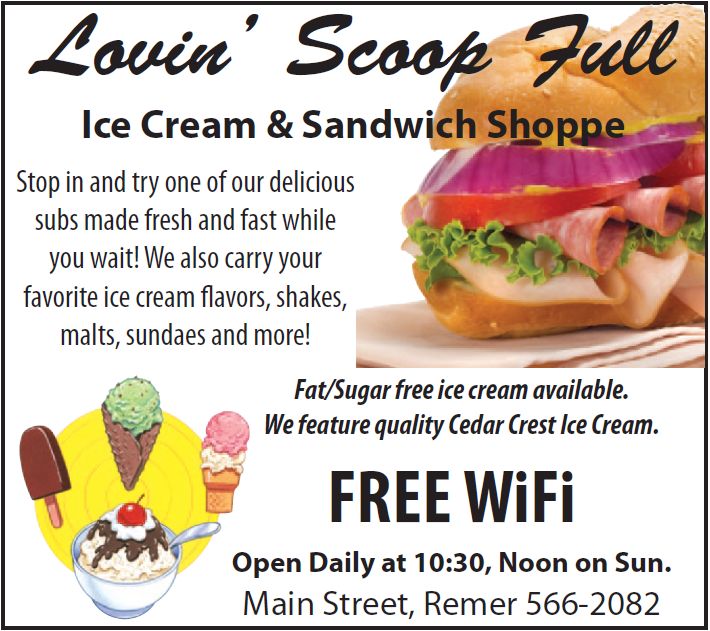 Lovin' Scoop Full
Ice Cream & Sandwich Shoppe
Stop in and try one of our delicious
subs made fresh and fast while
you wait! We also carry your
favorite ice cream flavors, shakes,
malts, sundaes and more!
Fat/Sugar free ice cream available.
We feature quality Cedar Crest Ice Cream.
FREE WiFi
Open Daily at 10:30, Noon on Sun.
Main Street, Remer 566-2082